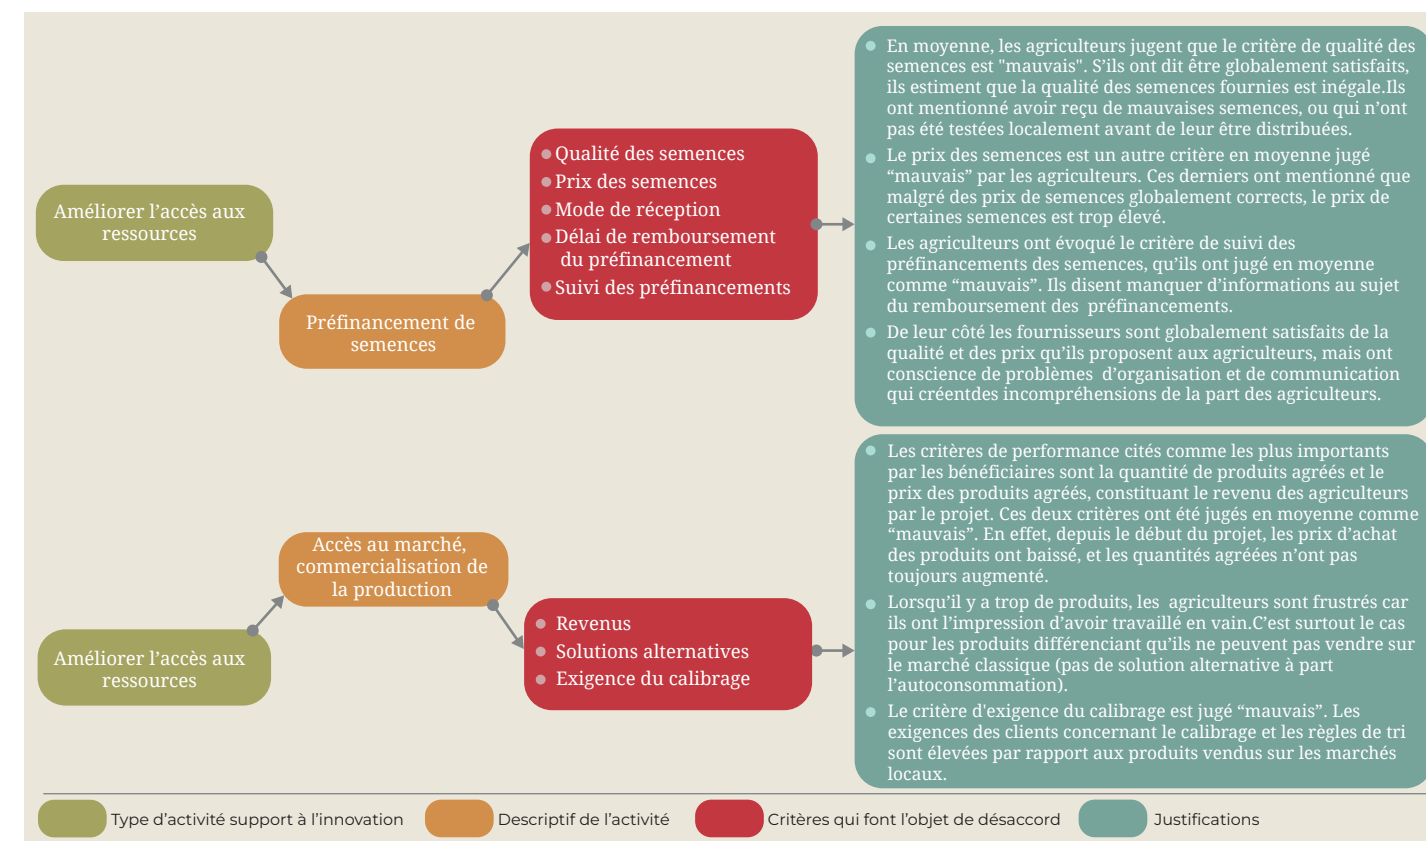 Améliorer l’accès aux
ressources
Préfinancement de
semences
Qualité des semences
Prix des semences
Mode de réception
Délai de remboursement
du préfinancement
Suivi des préfinancements
En moyenne, les agriculteurs jugent que le critère de qualité des
semences est "mauvais". S’ils ont dit être globalement satisfaits,
ils estiment que la qualité des semences fournies est inégale.Ils
ont mentionné avoir reçu de mauvaises semences, ou qui n’ont
pas été testées localement avant de leur être distribuées.
Le prix des semences est un autre critère en moyenne jugé
“mauvais” par les agriculteurs. Ces derniers ont mentionné que
malgré des prix de semences globalement corrects, le prix de
certaines semences est trop élevé.
Les agriculteurs ont évoqué le critère de suivi des
préfinancements des semences, qu’ils ont jugé en moyenne
comme “mauvais”. Ils disent manquer d’informations au sujet
du remboursement des préfinancements.
De leur côté les fournisseurs sont globalement satisfaits de la
qualité et des prix qu’ils proposent aux agriculteurs, mais ont
conscience de problèmes d’organisation et de communication
qui créentdes incompréhensions de la part des agriculteurs.
Améliorer l’accès aux
ressources
Accès au marché,
commercialisation de
la production
Revenus
Solutions alternatives
Exigence du calibrage
Les critères de performance cités comme les plus importants
par les bénéficiaires sont la quantité de produits agréés et le
prix des produits agréés, constituant le revenu des agriculteurs
par le projet. Ces deux critères ont été jugés en moyenne comme
“mauvais”. En effet, depuis le début du projet, les prix d’achat
des produits ont baissé, et les quantités agréées n’ont pas
toujours augmenté.
Lorsqu’il y a trop de produits, les agriculteurs sont frustrés car
ils ont l’impression d’avoir travaillé en vain.C’est surtout le cas
pour les produits différenciant qu’ils ne peuvent pas vendre sur
le marché classique (pas de solution alternative à part
l’autoconsommation).
Le critère d'exigence du calibrage est jugé “mauvais”. Les
exigences des clients concernant le calibrage et les règles de tri
sont élevées par rapport aux produits vendus sur les marchés
locaux.
Type d’activité support à l’innovation
Descriptif de l’activité
Critères qui font l’objet de désaccord
Justifications